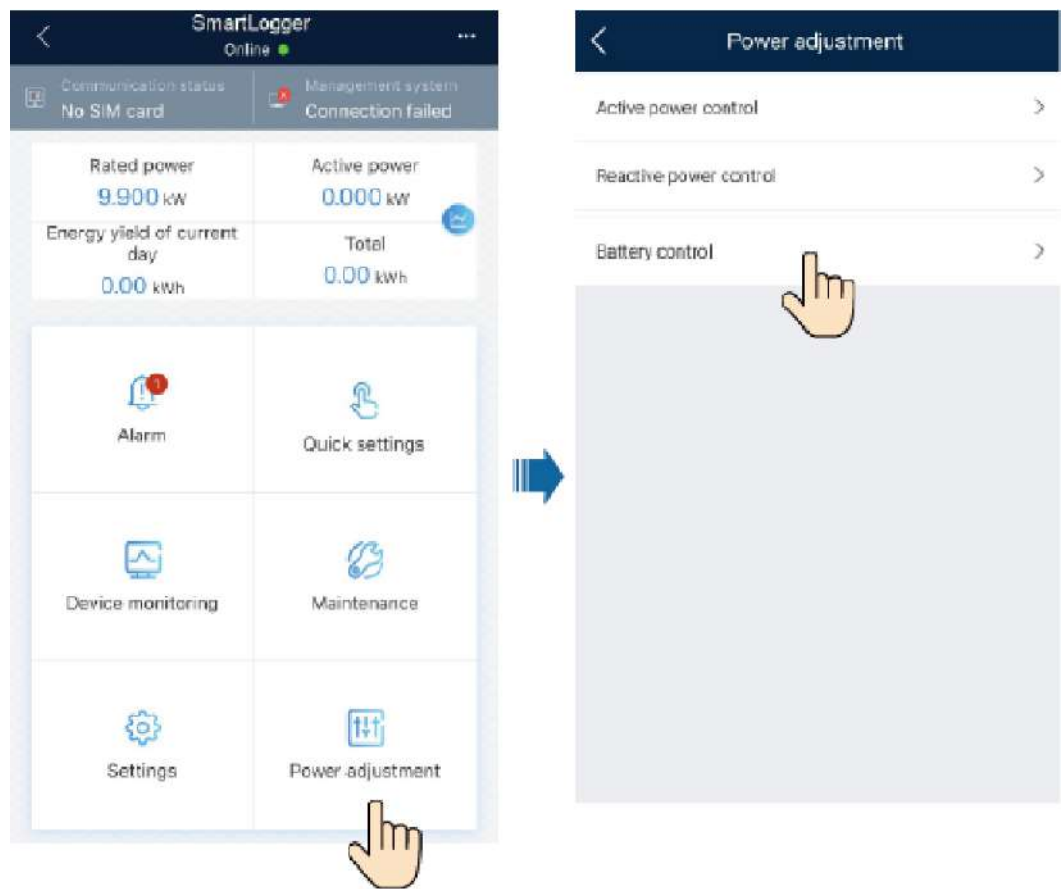 SmartLogger
Online
Communication status
No SIM card
Management system
Connection failed
Rated power
9.900 kW
Active power
0.000 kW
Energy yield of current
day
0.00 kWh
Total
0.00 kWh
1
Alarm
Quick settings
Device monitoring
Maintenance
Settings
Power adjustment
Power adjustment
Active power control
Reactive power control
Battery control